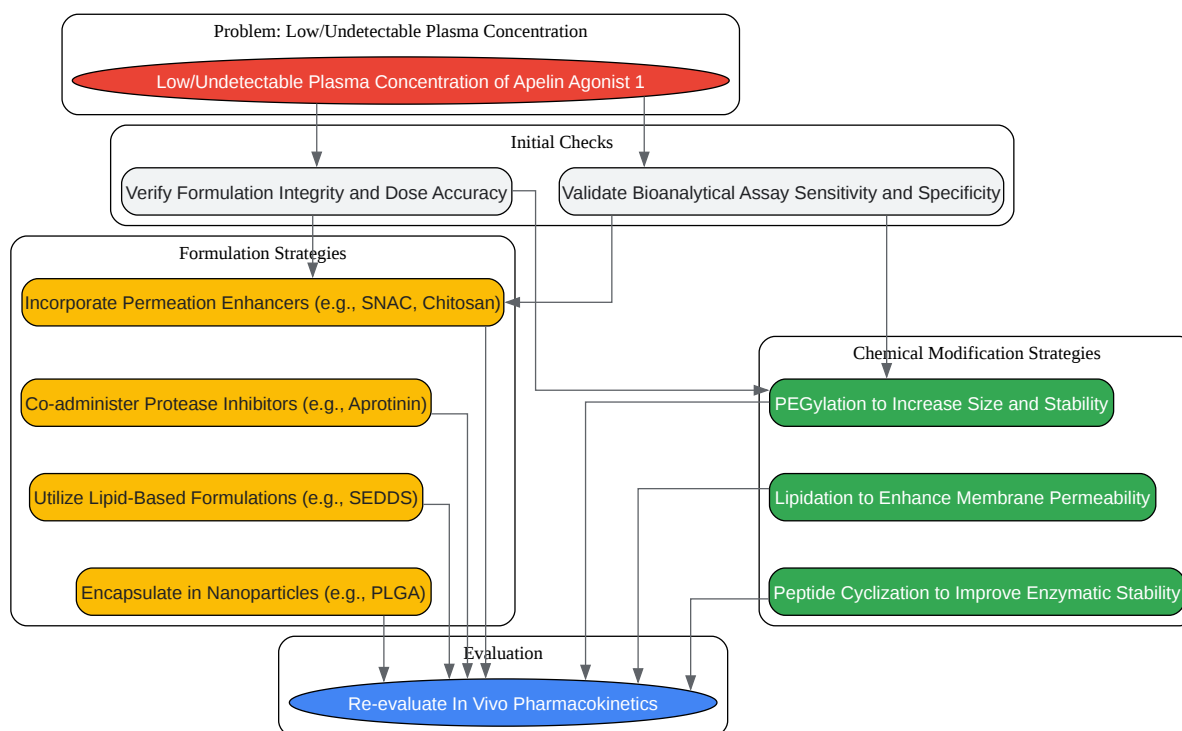 Problem: Low/Undetectable Plasma Concentration
Low/Undetectable Plasma Concentration of Apelin Agonist 1
Initial Checks
Verify Formulation Integrity and Dose Accuracy
Validate Bioanalytical Assay Sensitivity and Specificity
Formulation Strategies
Incorporate Permeation Enhancers (e.g., SNAC, Chitosan)
Co-administer Protease Inhibitors (e.g., Aprotinin)
Utilize Lipid-Based Formulations (e.g., SEDDS)
Encapsulate in Nanoparticles (e.g., PLGA)
Chemical Modification Strategies
PEGylation to Increase Size and Stability
Lipidation to Enhance Membrane Permeability
Peptide Cyclization to Improve Enzymatic Stability
Evaluation
Re-evaluate In Vivo Pharmacokinetics